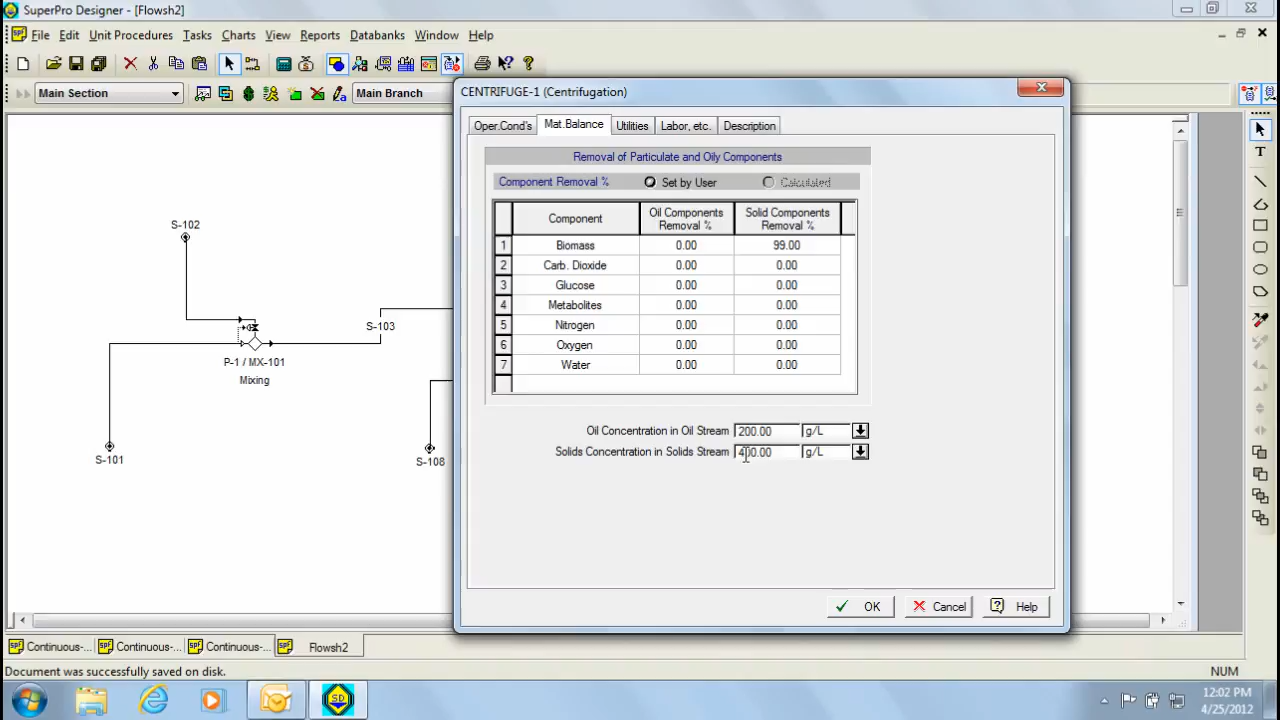 SuperPro Designer - [Flowsh2]
File Edit Unit Procedures Tasks Charts View Reports Databanks Window Help
Main Section
Main Branch
S-102
S-103
P-1 / MX-101
Mixing
S-101
S-108
CENTRIFUGE-1 (Centrifugation)
Oper.Cond's Mat.Balance Utilities Labor, etc. Description
Removal of Particulate and Oily Components
Component Removal % Set by User Calculated
Component Oil Components Removal % Solid Components Removal %
1 Biomass 0.00 99.00
2 Carb. Dioxide 0.00 0.00
3 Glucose 0.00 0.00
4 Metabolites 0.00 0.00
5 Nitrogen 0.00 0.00
6 Oxygen 0.00 0.00
7 Water 0.00 0.00
Oil Concentration in Oil Stream 200.00 g/L
Solids Concentration in Solids Stream 400.00 g/L
OK Cancel Help
Continuous-... Continuous-... Continuous-... Flowsh2
Document was successfully saved on disk. NUM
12:02 PM
4/25/2012